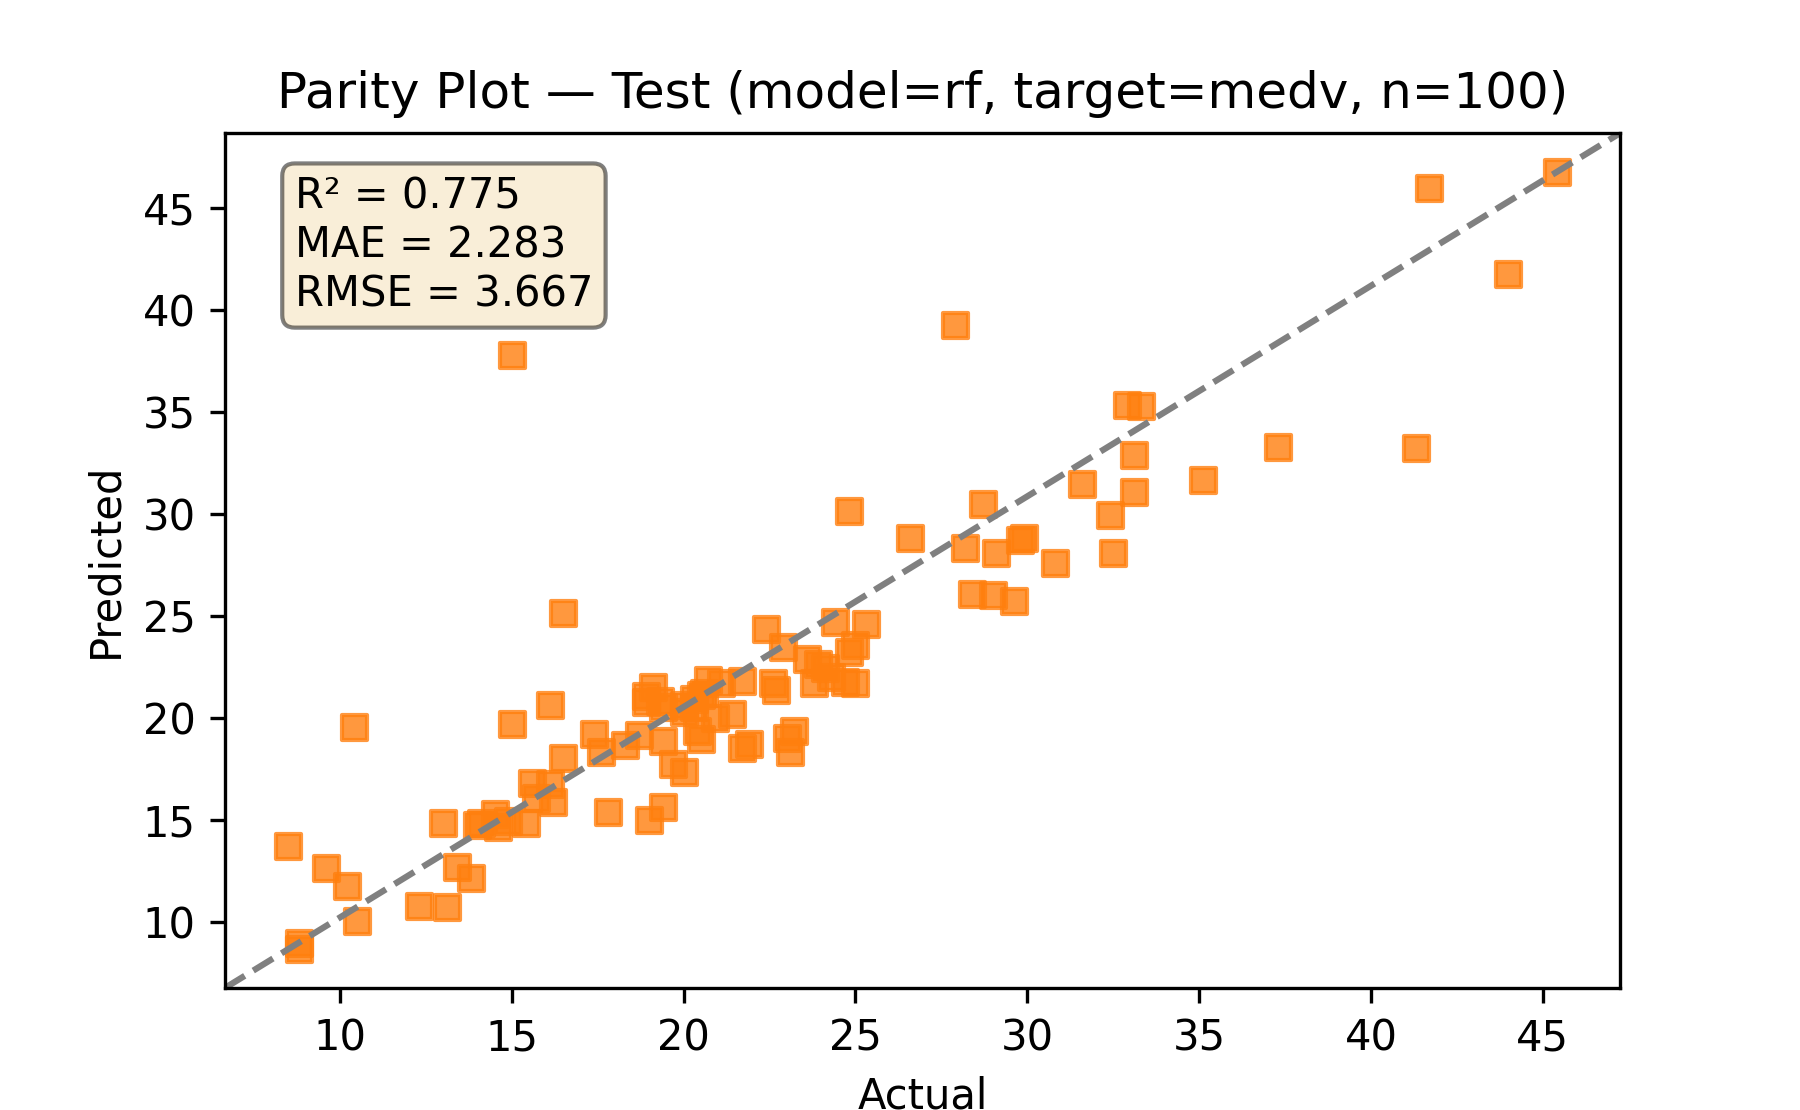 Parity Plot — Test (model=rf, target=medv, n=100)
R² = 0.775
MAE = 2.283
RMSE = 3.667
45
40
35
30
25
20
15
10
Predicted
10 15 20 25 30 35 40 45
Actual